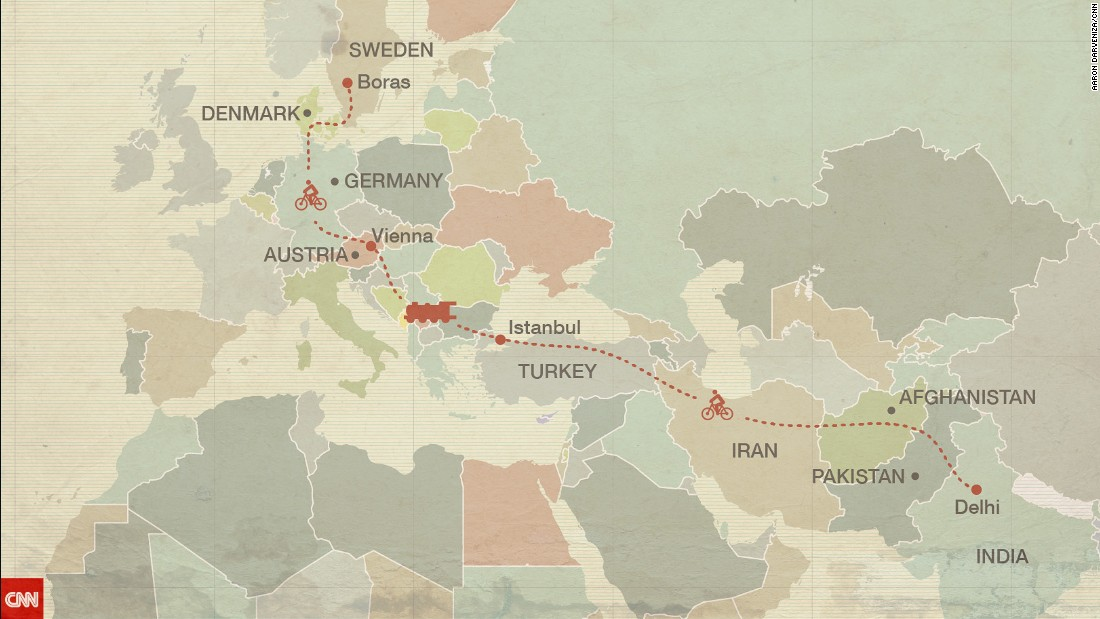 AARON DARVENIZA/CNN
SWEDEN
Boras
DENMARK
GERMANY
Vienna
AUSTRIA
Istanbul
TURKEY
AFGHANISTAN
IRAN
PAKISTAN
Delhi
INDIA
CNN